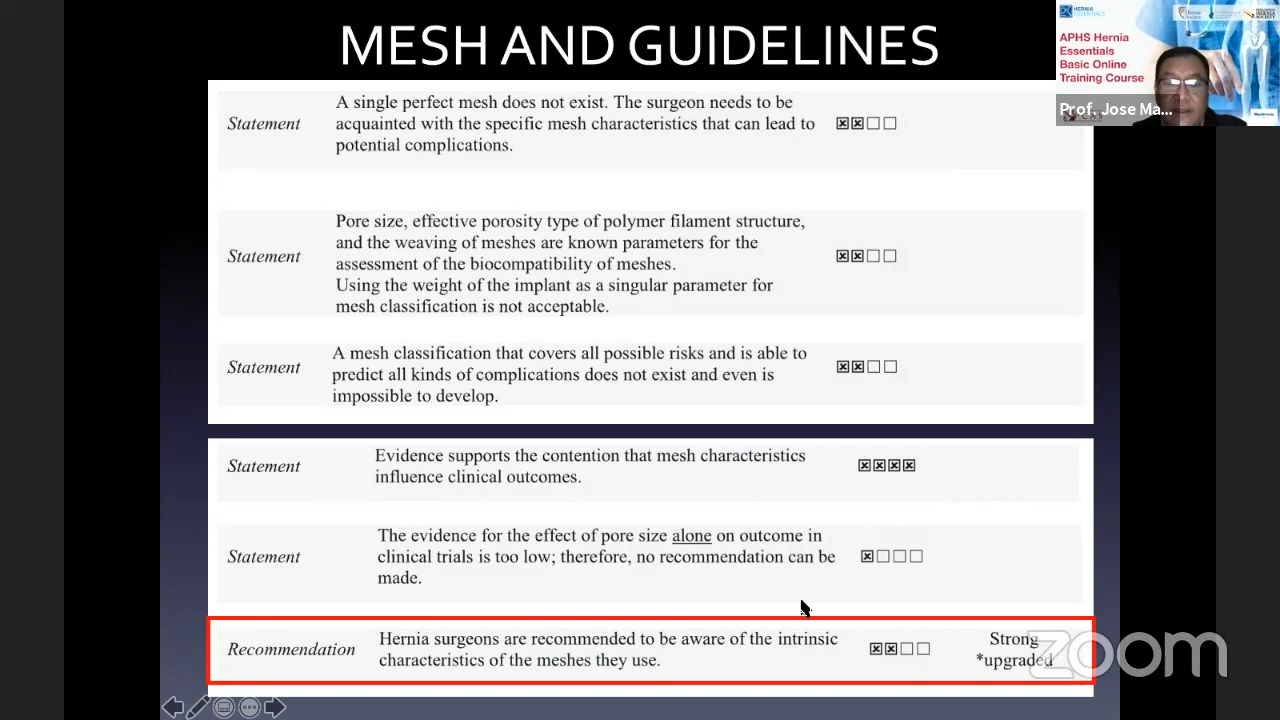 MESH AND GUIDELINES
Statement
A single perfect mesh does not exist. The surgeon needs to be
acquainted with the specific mesh characteristics that can lead to
potential complications.
☒☒☐☐
Statement
Pore size, effective porosity type of polymer filament structure,
and the weaving of meshes are known parameters for the
assessment of the biocompatibility of meshes.
Using the weight of the implant as a singular parameter for
mesh classification is not acceptable.
☒☒☐☐
Statement
A mesh classification that covers all possible risks and is able to
predict all kinds of complications does not exist and even is
impossible to develop.
☒☒☐☐
Statement
Evidence supports the contention that mesh characteristics
influence clinical outcomes.
☒☒☒☒
Statement
The evidence for the effect of pore size alone on outcome in
clinical trials is too low; therefore, no recommendation can be
made.
☒☐☐☐
Recommendation
Hernia surgeons are recommended to be aware of the intrinsic
characteristics of the meshes they use.
☒☒☐☐
Strong
*upgraded
zoom
HERNIA
ESSENTIALS
APHS Hernia
Essentials
Basic Online
Training Course
Prof. Jose Ma...
Medtronic